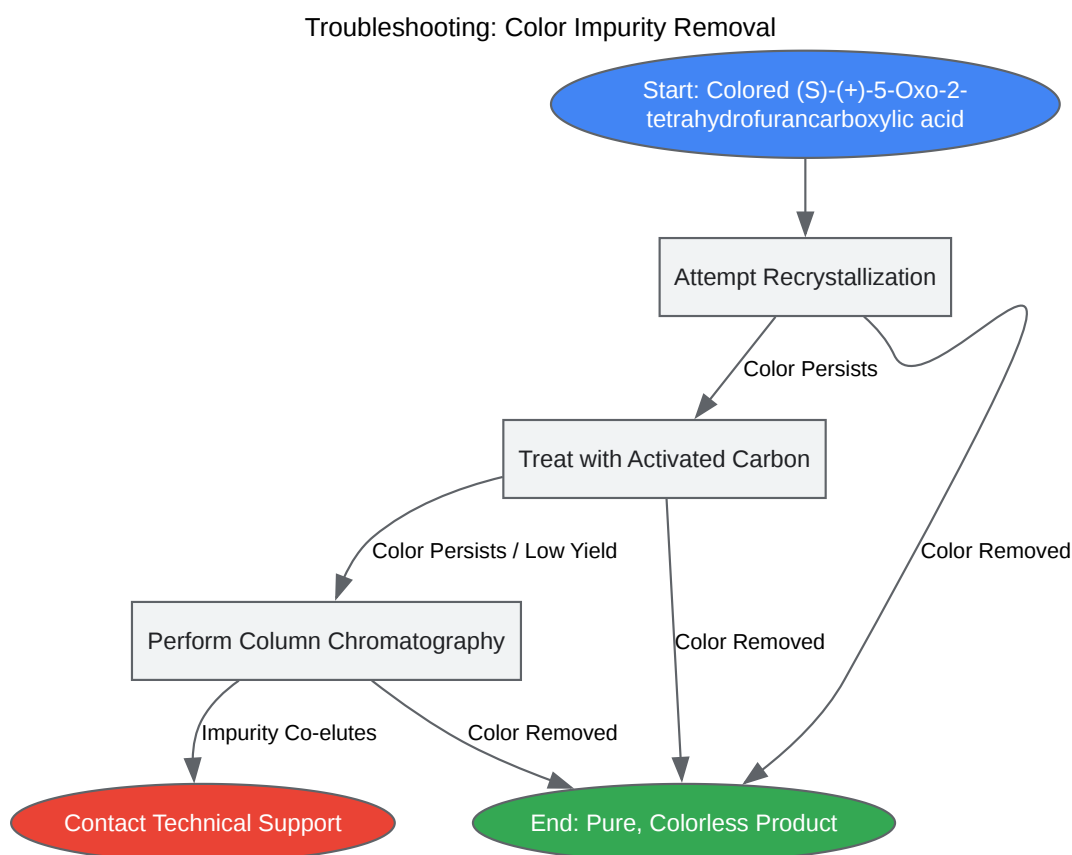 Troubleshooting: Color Impurity Removal
Start: Colored (S)-(+)-5-Oxo-2-
tetrahydrofurancarboxylic acid
Attempt Recrystallization
Color Persists
Treat with Activated Carbon
Color Persists / Low Yield
Color Removed
Perform Column Chromatography
Color Removed
Impurity Co-elutes
Color Removed
Contact Technical Support
End: Pure, Colorless Product